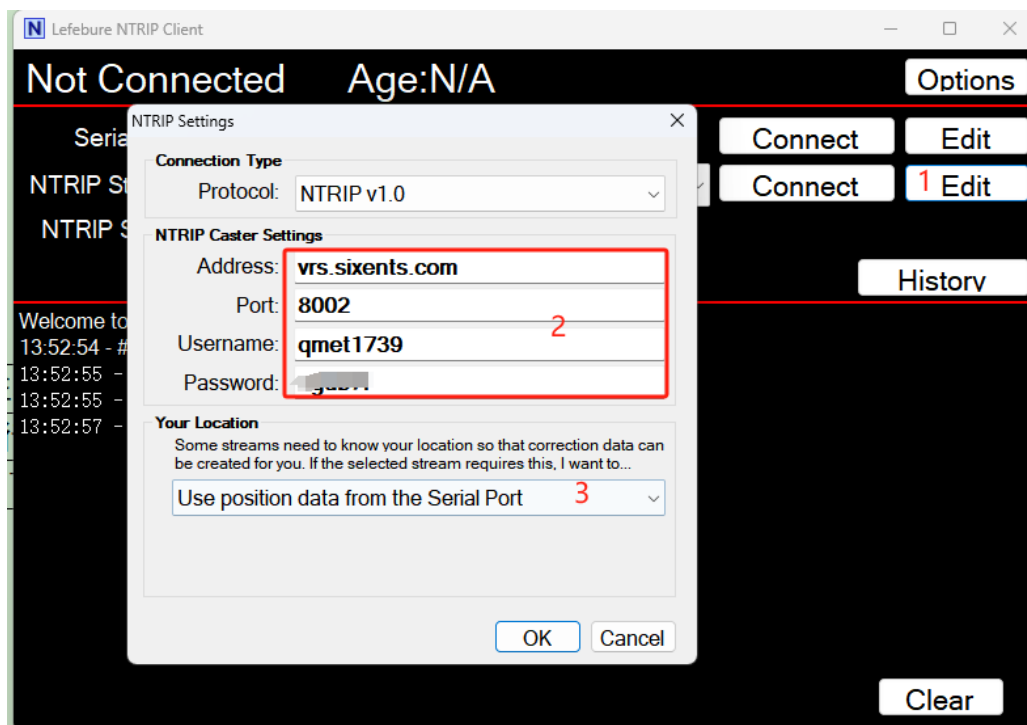 N Lefebure NTRIP Client
Not Connected Age:N/A Options
NTRIP Settings
Connection Type
Protocol: NTRIP v1.0
Connect Edit
NTRIP Connect 1 Edit
NTRIP
NTRIP Caster Settings
Address: vrs.sixents.com
Port: 8002
Username: qmet1739
Password:
2
History
Welcome to
13:52:54 - #
13:52:55 -
13:52:55 -
13:52:57 -
Your Location
Some streams need to know your location so that correction data can
be created for you. If the selected stream requires this, I want to...
Use position data from the Serial Port 3
OK Cancel
Clear